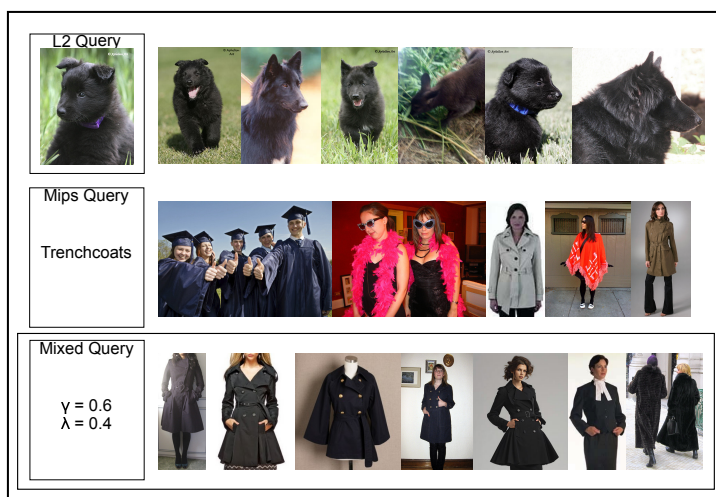 L2 Query
Mips Query
Trenchcoats
Mixed Query
γ = 0.6
λ = 0.4